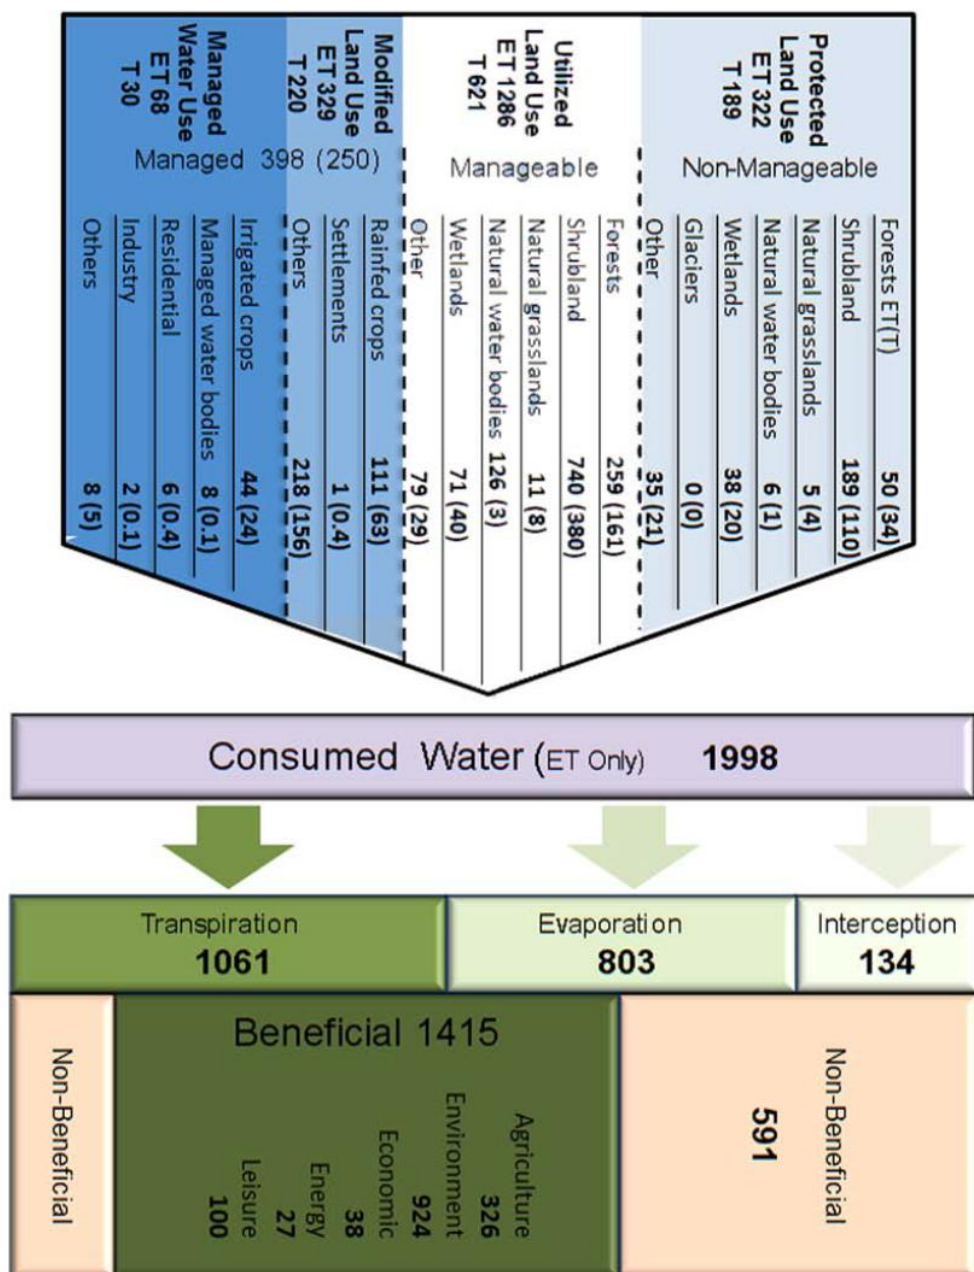 Protected
Land Use
ET 322
T 189
Non-Manageable
Forests ET(T) 50 (34)
Shrubland 189 (110)
Natural grasslands 5 (4)
Natural water bodies 6 (1)
Wetlands 38 (20)
Glaciers 0 (0)
Other 35 (21)
Utilized
Land Use
ET 1286
T 621
Manageable
Forests 259 (161)
Shrubland 740 (380)
Natural grasslands 11 (8)
Natural water bodies 126 (3)
Wetlands 71 (40)
Other 79 (29)
Modified
Land Use
ET 329
T 220
Managed 398 (250)
Rainfed crops 111 (63)
Settlements 1 (0.4)
Others 218 (156)
Managed
Water Use
ET 68
T 30
Irrigated crops 44 (24)
Managed water bodies 8 (0.1)
Residential 6 (0.4)
Industry 2 (0.1)
Others 8 (5)
Consumed Water (ET Only) 1998
Transpiration
1061
Evaporation
803
Interception
134
Non-Beneficial
Beneficial 1415
Agriculture 326
Environment 924
Economic 38
Energy 27
Leisure 100
Non-Beneficial
591